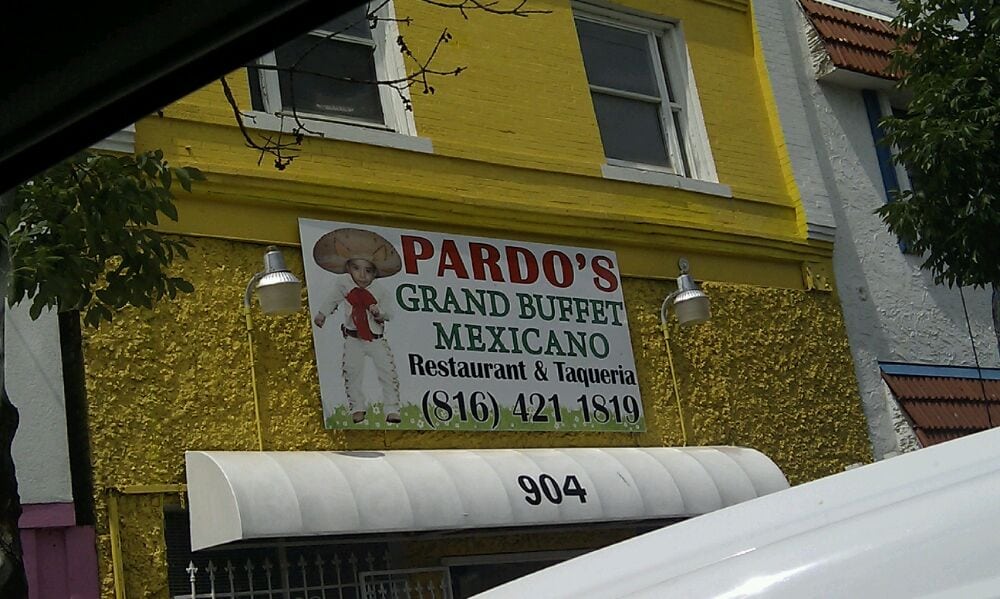 PARDO'S
GRAND BUFFET
MEXICANO
Restaurant & Taqueria
(816) 421 1819
904